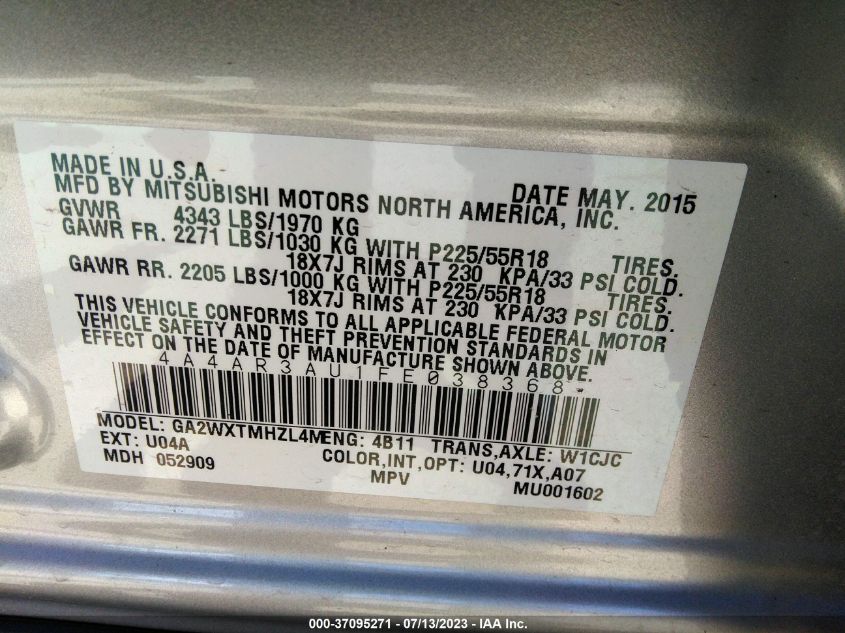 MADE IN U.S.A. DATE MAY. 2015
MFD BY MITSUBISHI MOTORS NORTH AMERICA, INC.
GVWR 4343 LBS/1970 KG
GAWR FR. 2271 LBS/1030 KG WITH P225/55R18 TIRES.
18X7J RIMS AT 230 KPA/33 PSI COLD.
GAWR RR. 2205 LBS/1000 KG WITH P225/55R18 TIRES.
18X7J RIMS AT 230 KPA/33 PSI COLD.
THIS VEHICLE CONFORMS TO ALL APPLICABLE FEDERAL MOTOR
VEHICLE SAFETY AND THEFT PREVENTION STANDARDS IN
EFFECT ON THE DATE OF MANUFACTURE SHOWN ABOVE.
4A4AR3AU1FE038368
MODEL: GA2WXTMHZL4M ENG: 4B11 TRANS,AXLE: W1CJC
EXT: U04A COLOR,INT,OPT: U04,71X,A07
MDH 052909 MPV MU001602
000-37095271 - 07/13/2023 - IAA Inc.